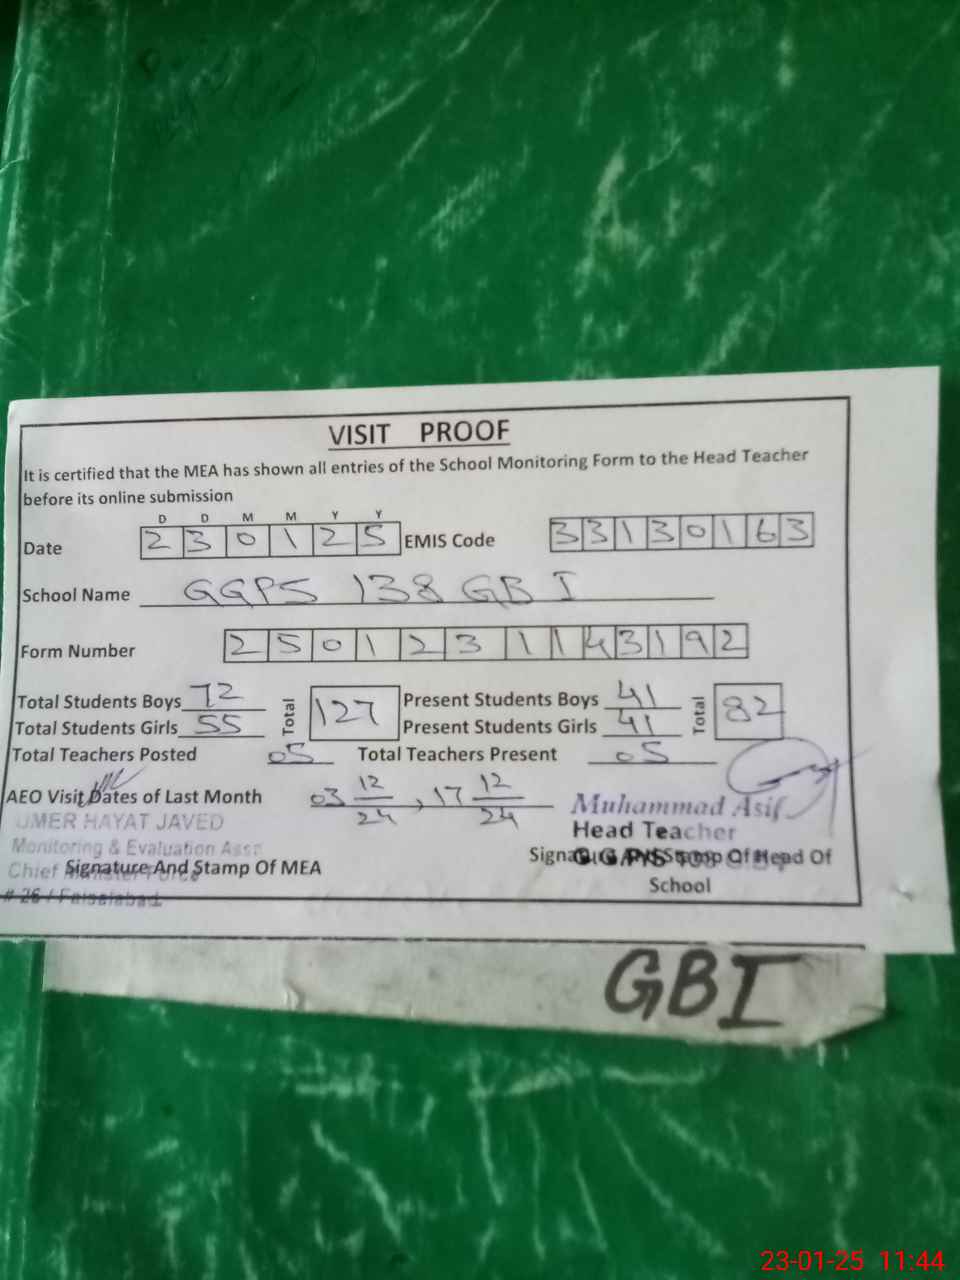 VISIT PROOF
It is certified that the MEA has shown all entries of the School Monitoring Form to the Head Teacher
before its online submission
D D M M Y Y
Date 2 3 0 1 2 5 EMIS Code 3 3 1 3 0 1 6 3
School Name GGPS 138 GB I
Form Number 2 5 0 1 2 3 1 1 4 3 1 9 2
Total Students Boys 72 Total 127 Present Students Boys 41 Total 82
Total Students Girls 55 Present Students Girls 41
Total Teachers Posted 05 Total Teachers Present 05
AEO Visit Dates of Last Month 03 12/24, 17 12/24
Muhammad Asif
UMER HAYAT JAVED
Head Teacher
Monitoring & Evaluation Asst
Chief
Signature And Stamp Of MEA
Stamp Of Head Of
School
# 26 / Faisalabad
GBI
23-01-25 11:44